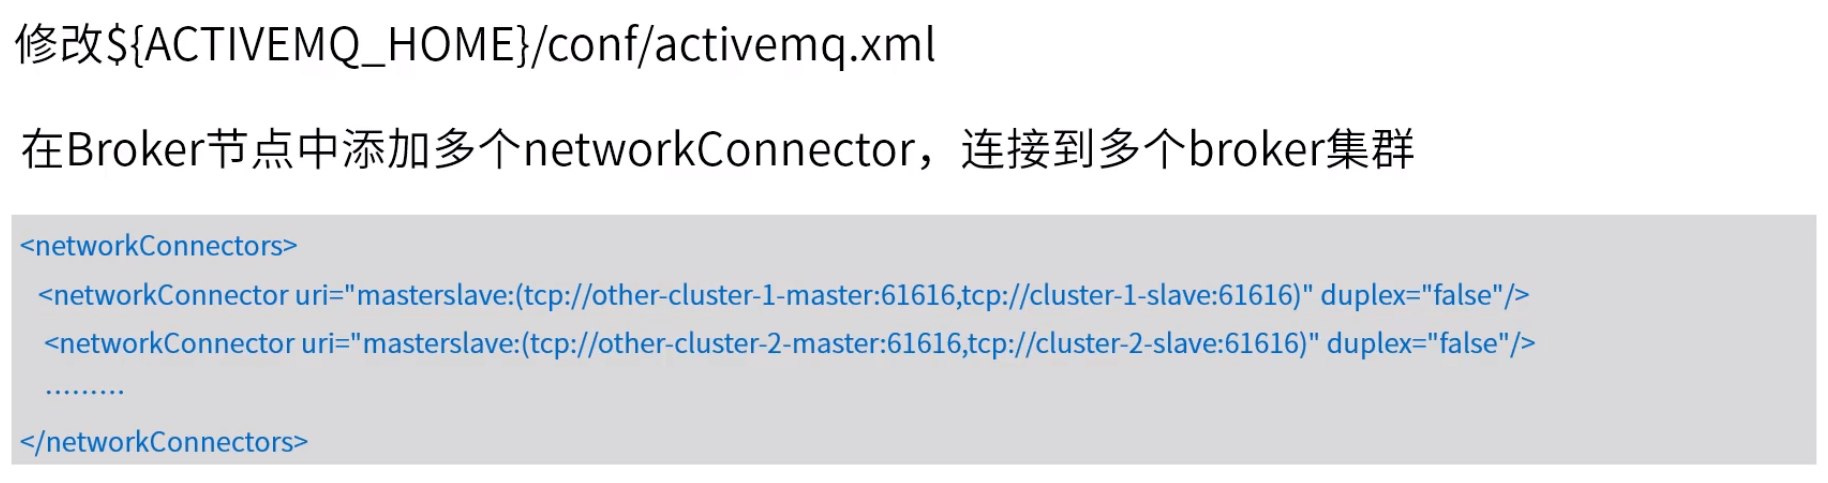 修改${ACTIVEMQ_HOME}/conf/activemq.xml
在Broker节点中添加多个networkConnector，连接到多个broker集群
<networkConnectors>
<networkConnector uri="masterslave:(tcp://other-cluster-1-master:61616,tcp://cluster-1-slave:61616)" duplex="false"/>
<networkConnector uri="masterslave:(tcp://other-cluster-2-master:61616,tcp://cluster-2-slave:61616)" duplex="false"/>
………
</networkConnectors>